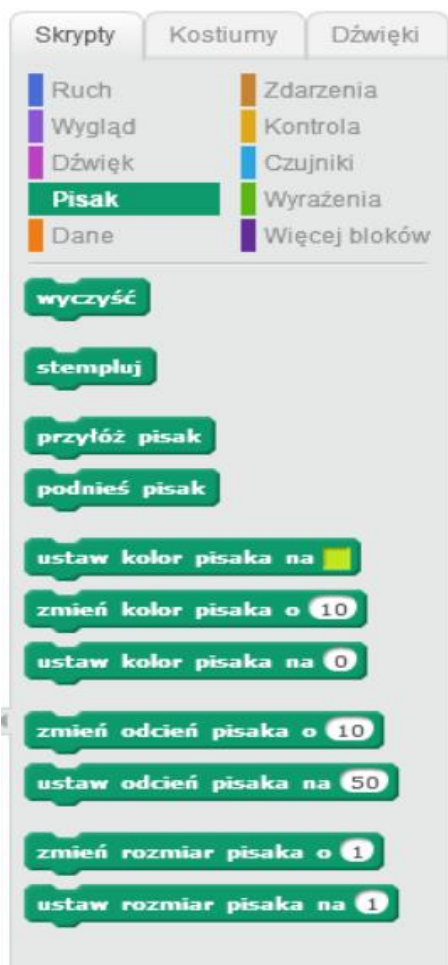 Skrypty Kostiumy Dźwięki
Ruch Zdarzenia
Wygląd Kontrola
Dźwięk Czujniki
Pisak Wyrażenia
Dane Więcej bloków
wyczyść
stempluj
przyłóż pisak
podnieś pisak
ustaw kolor pisaka na
zmień kolor pisaka o 10
ustaw kolor pisaka na 0
zmień odcień pisaka o 10
ustaw odcień pisaka na 50
zmień rozmiar pisaka o 1
ustaw rozmiar pisaka na 1